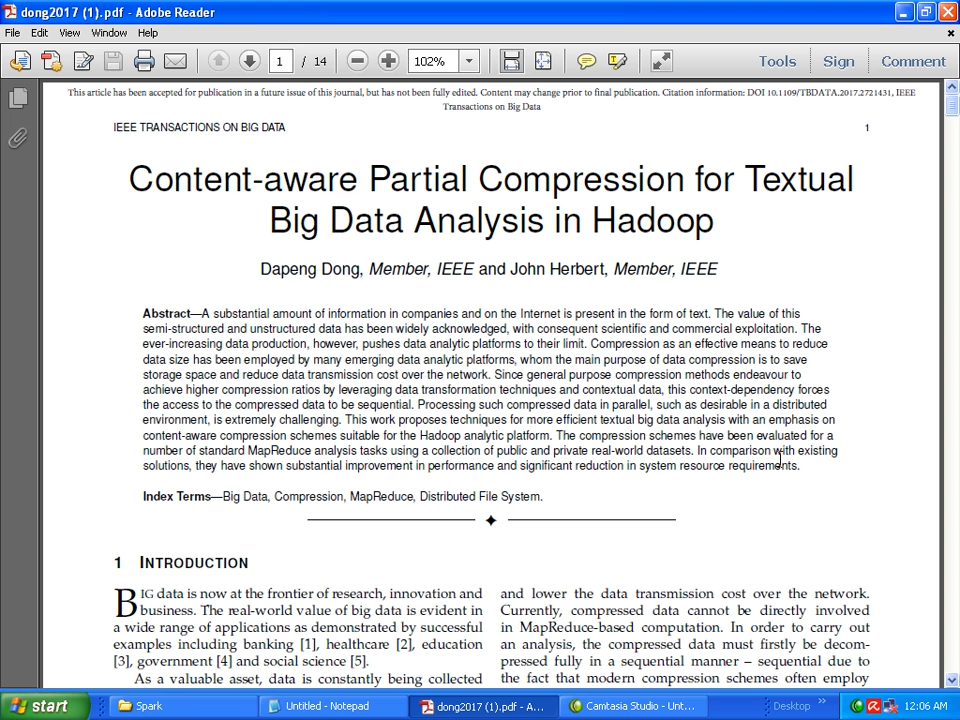 dong2017 (1).pdf - Adobe Reader
File Edit View Window Help
1 / 14 102% Tools Sign Comment
This article has been accepted for publication in a future issue of this journal, but has not been fully edited. Content may change prior to final publication. Citation information: DOI 10.1109/TBDATA.2017.2721431, IEEE
Transactions on Big Data
IEEE TRANSACTIONS ON BIG DATA 1
Content-aware Partial Compression for Textual
Big Data Analysis in Hadoop
Dapeng Dong, Member, IEEE and John Herbert, Member, IEEE
Abstract—A substantial amount of information in companies and on the Internet is present in the form of text. The value of this
semi-structured and unstructured data has been widely acknowledged, with consequent scientific and commercial exploitation. The
ever-increasing data production, however, pushes data analytic platforms to their limit. Compression as an effective means to reduce
data size has been employed by many emerging data analytic platforms, whom the main purpose of data compression is to save
storage space and reduce data transmission cost over the network. Since general purpose compression methods endeavour to
achieve higher compression ratios by leveraging data transformation techniques and contextual data, this context-dependency forces
the access to the compressed data to be sequential. Processing such compressed data in parallel, such as desirable in a distributed
environment, is extremely challenging. This work proposes techniques for more efficient textual big data analysis with an emphasis on
content-aware compression schemes suitable for the Hadoop analytic platform. The compression schemes have been evaluated for a
number of standard MapReduce analysis tasks using a collection of public and private real-world datasets. In comparison with existing
solutions, they have shown substantial improvement in performance and significant reduction in system resource requirements.
Index Terms—Big Data, Compression, MapReduce, Distributed File System.
1 INTRODUCTION
BIG data is now at the frontier of research, innovation and
business. The real-world value of big data is evident in
a wide range of applications as demonstrated by successful
examples including banking [1], healthcare [2], education
[3], government [4] and social science [5].
As a valuable asset, data is constantly being collected
and lower the data transmission cost over the network.
Currently, compressed data cannot be directly involved
in MapReduce-based computation. In order to carry out
an analysis, the compressed data must firstly be decom-
pressed fully in a sequential manner – sequential due to
the fact that modern compression schemes often employ
start Spark Untitled - Notepad dong2017 (1).pdf - A... Camtasia Studio - Unt... Desktop » 12:06 AM